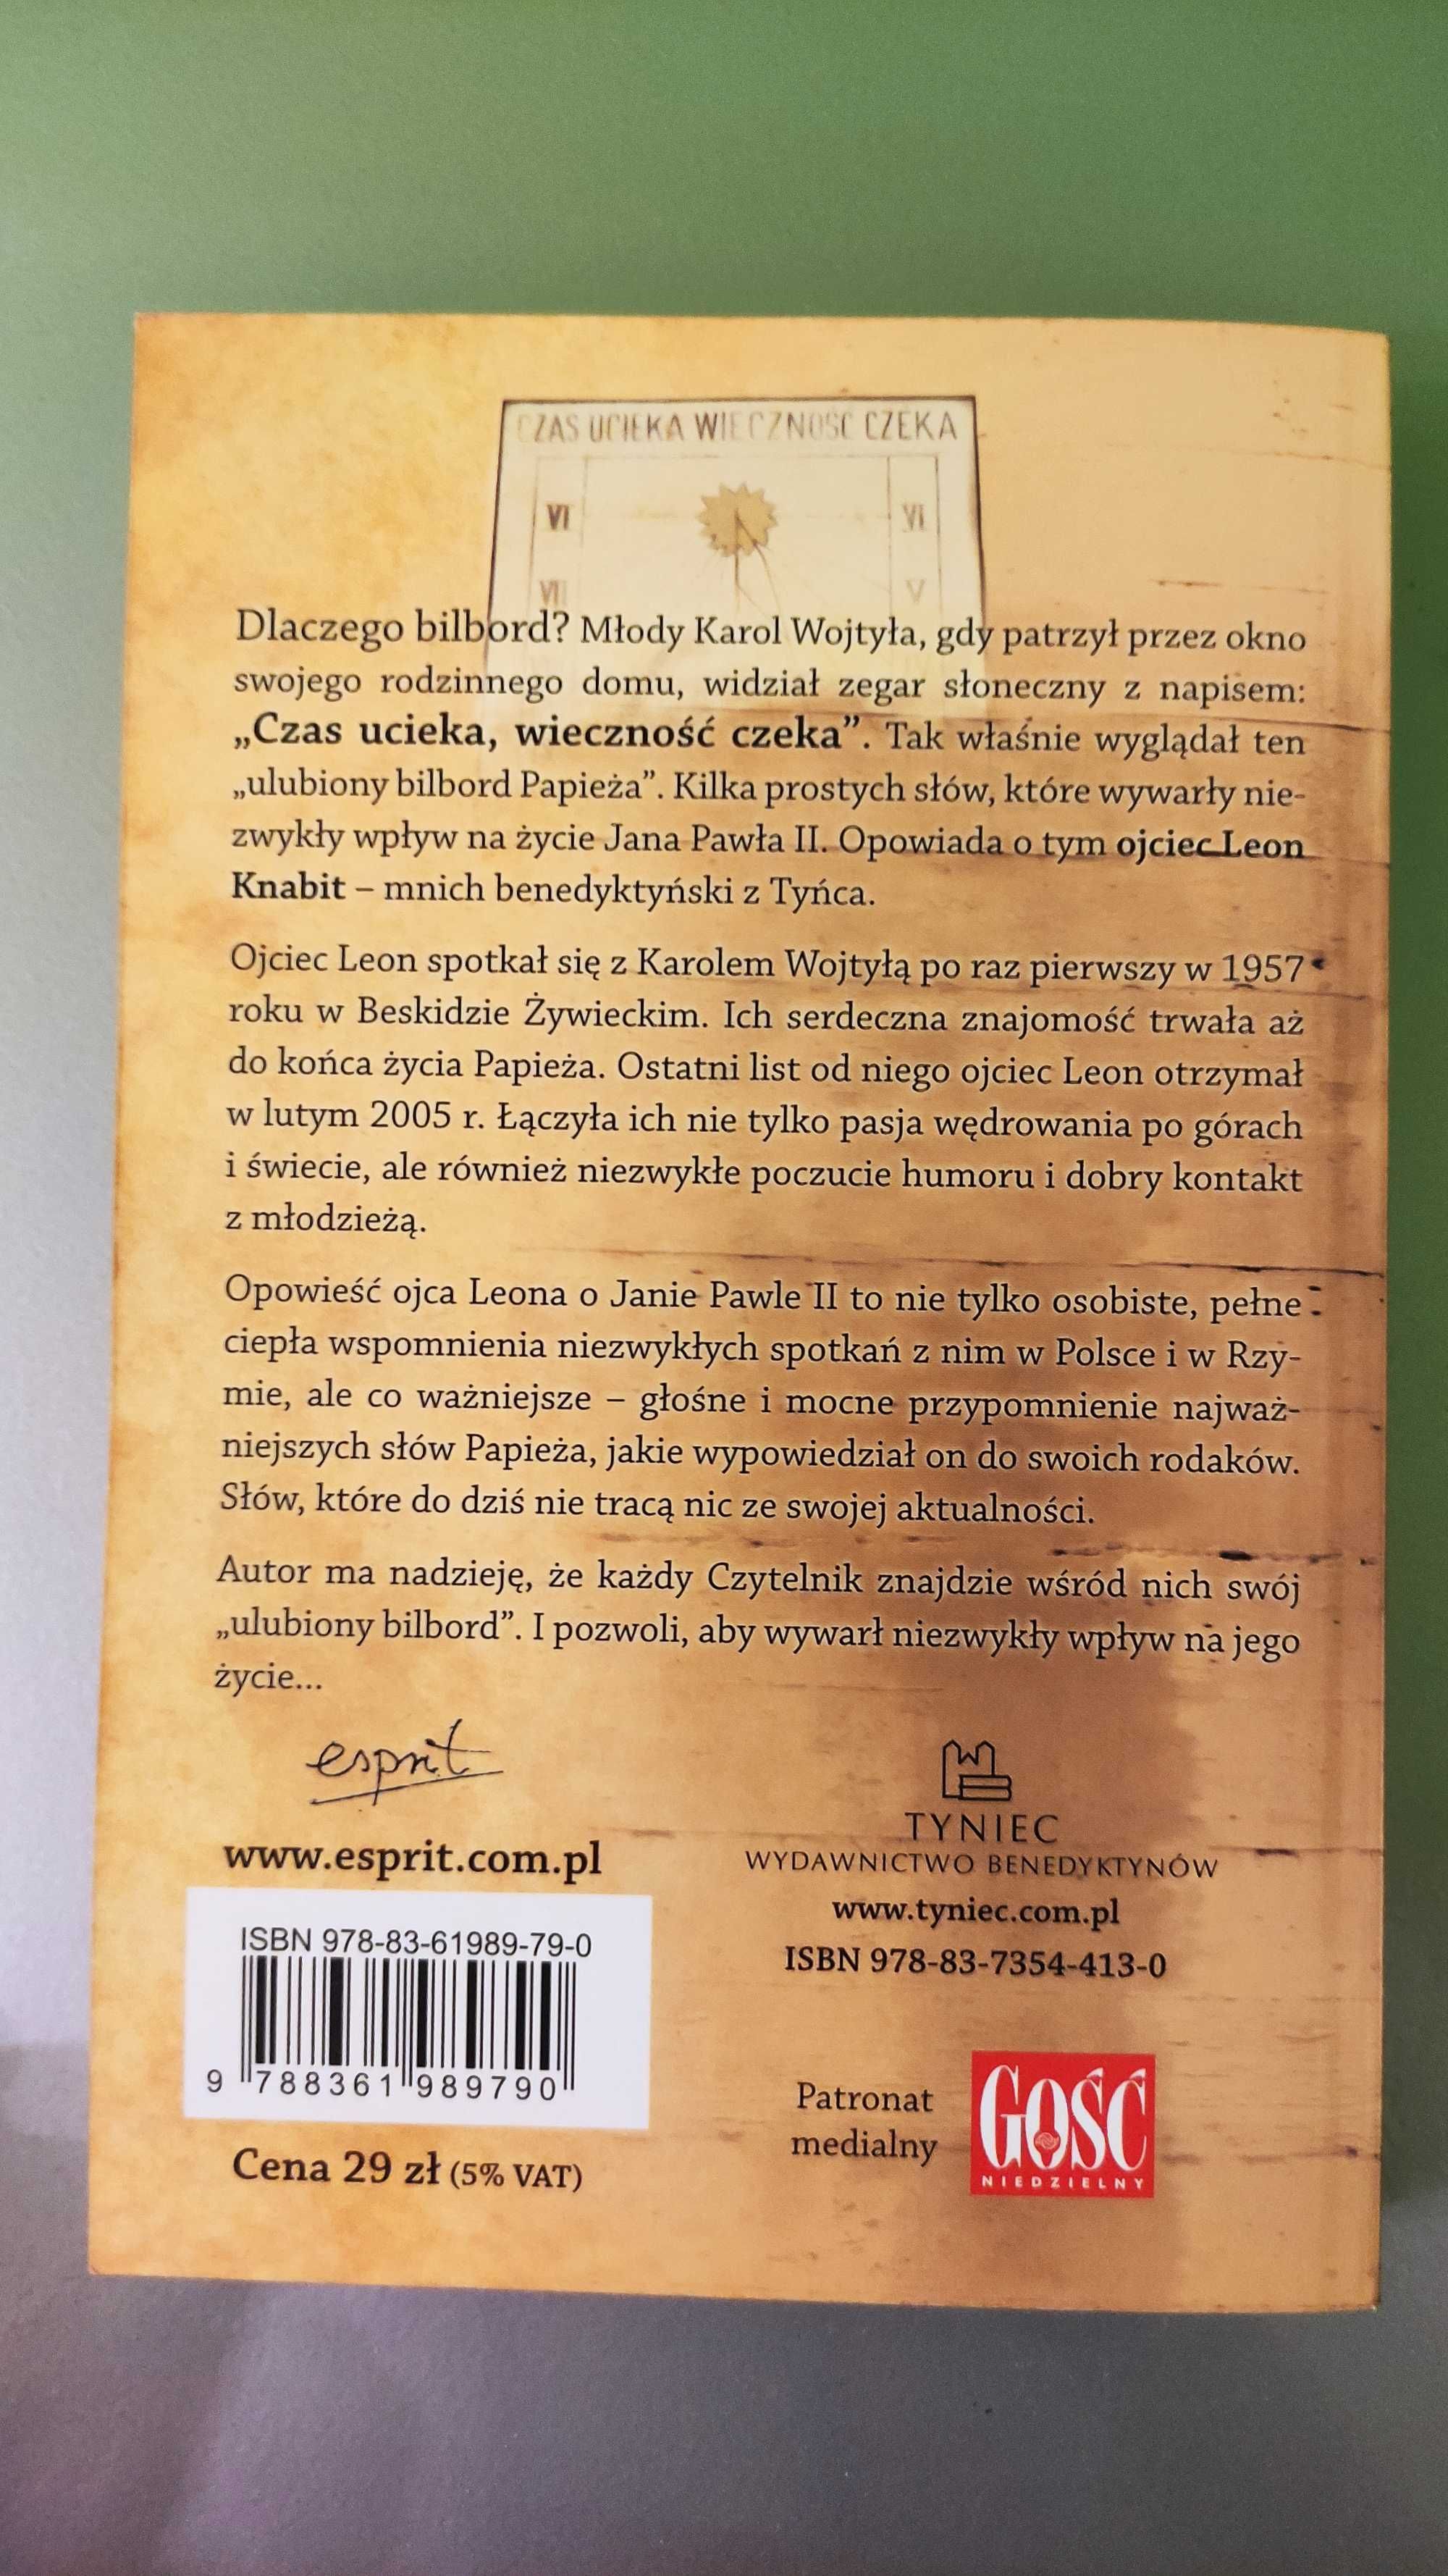 CZAS UCIEKA WIECZNOŚĆ CZEKA
VI VI
VII V
Dlaczego bilbord? Młody Karol Wojtyła, gdy patrzył przez okno
swojego rodzinnego domu, widział zegar słoneczny z napisem:
„Czas ucieka, wieczność czeka”. Tak właśnie wyglądał ten
„ulubiony bilbord Papieża”. Kilka prostych słów, które wywarły nie-
zwykły wpływ na życie Jana Pawła II. Opowiada o tym ojciec Leon
Knabit – mnich benedyktyński z Tyńca.
Ojciec Leon spotkał się z Karolem Wojtyłą po raz pierwszy w 1957
roku w Beskidzie Żywieckim. Ich serdeczna znajomość trwała aż
do końca życia Papieża. Ostatni list od niego ojciec Leon otrzymał
w lutym 2005 r. Łączyła ich nie tylko pasja wędrowania po górach
i świecie, ale również niezwykłe poczucie humoru i dobry kontakt
z młodzieżą.
Opowieść ojca Leona o Janie Pawle II to nie tylko osobiste, pełne
ciepła wspomnienia niezwykłych spotkań z nim w Polsce i w Rzy-
mie, ale co ważniejsze – głośne i mocne przypomnienie najważ-
niejszych słów Papieża, jakie wypowiedział on do swoich rodaków.
Słów, które do dziś nie tracą nic ze swojej aktualności.
Autor ma nadzieję, że każdy Czytelnik znajdzie wśród nich swój
„ulubiony bilbord”. I pozwoli, aby wywarł niezwykły wpływ na jego
życie...
esprit
www.esprit.com.pl
ISBN 978-83-61989-79-0
9 788361 989790
Cena 29 zł (5% VAT)
TYNIEC
WYDAWNICTWO BENEDYKTYNÓW
www.tyniec.com.pl
ISBN 978-83-7354-413-0
Patronat
medialny
GOŚĆ
NIEDZIELNY